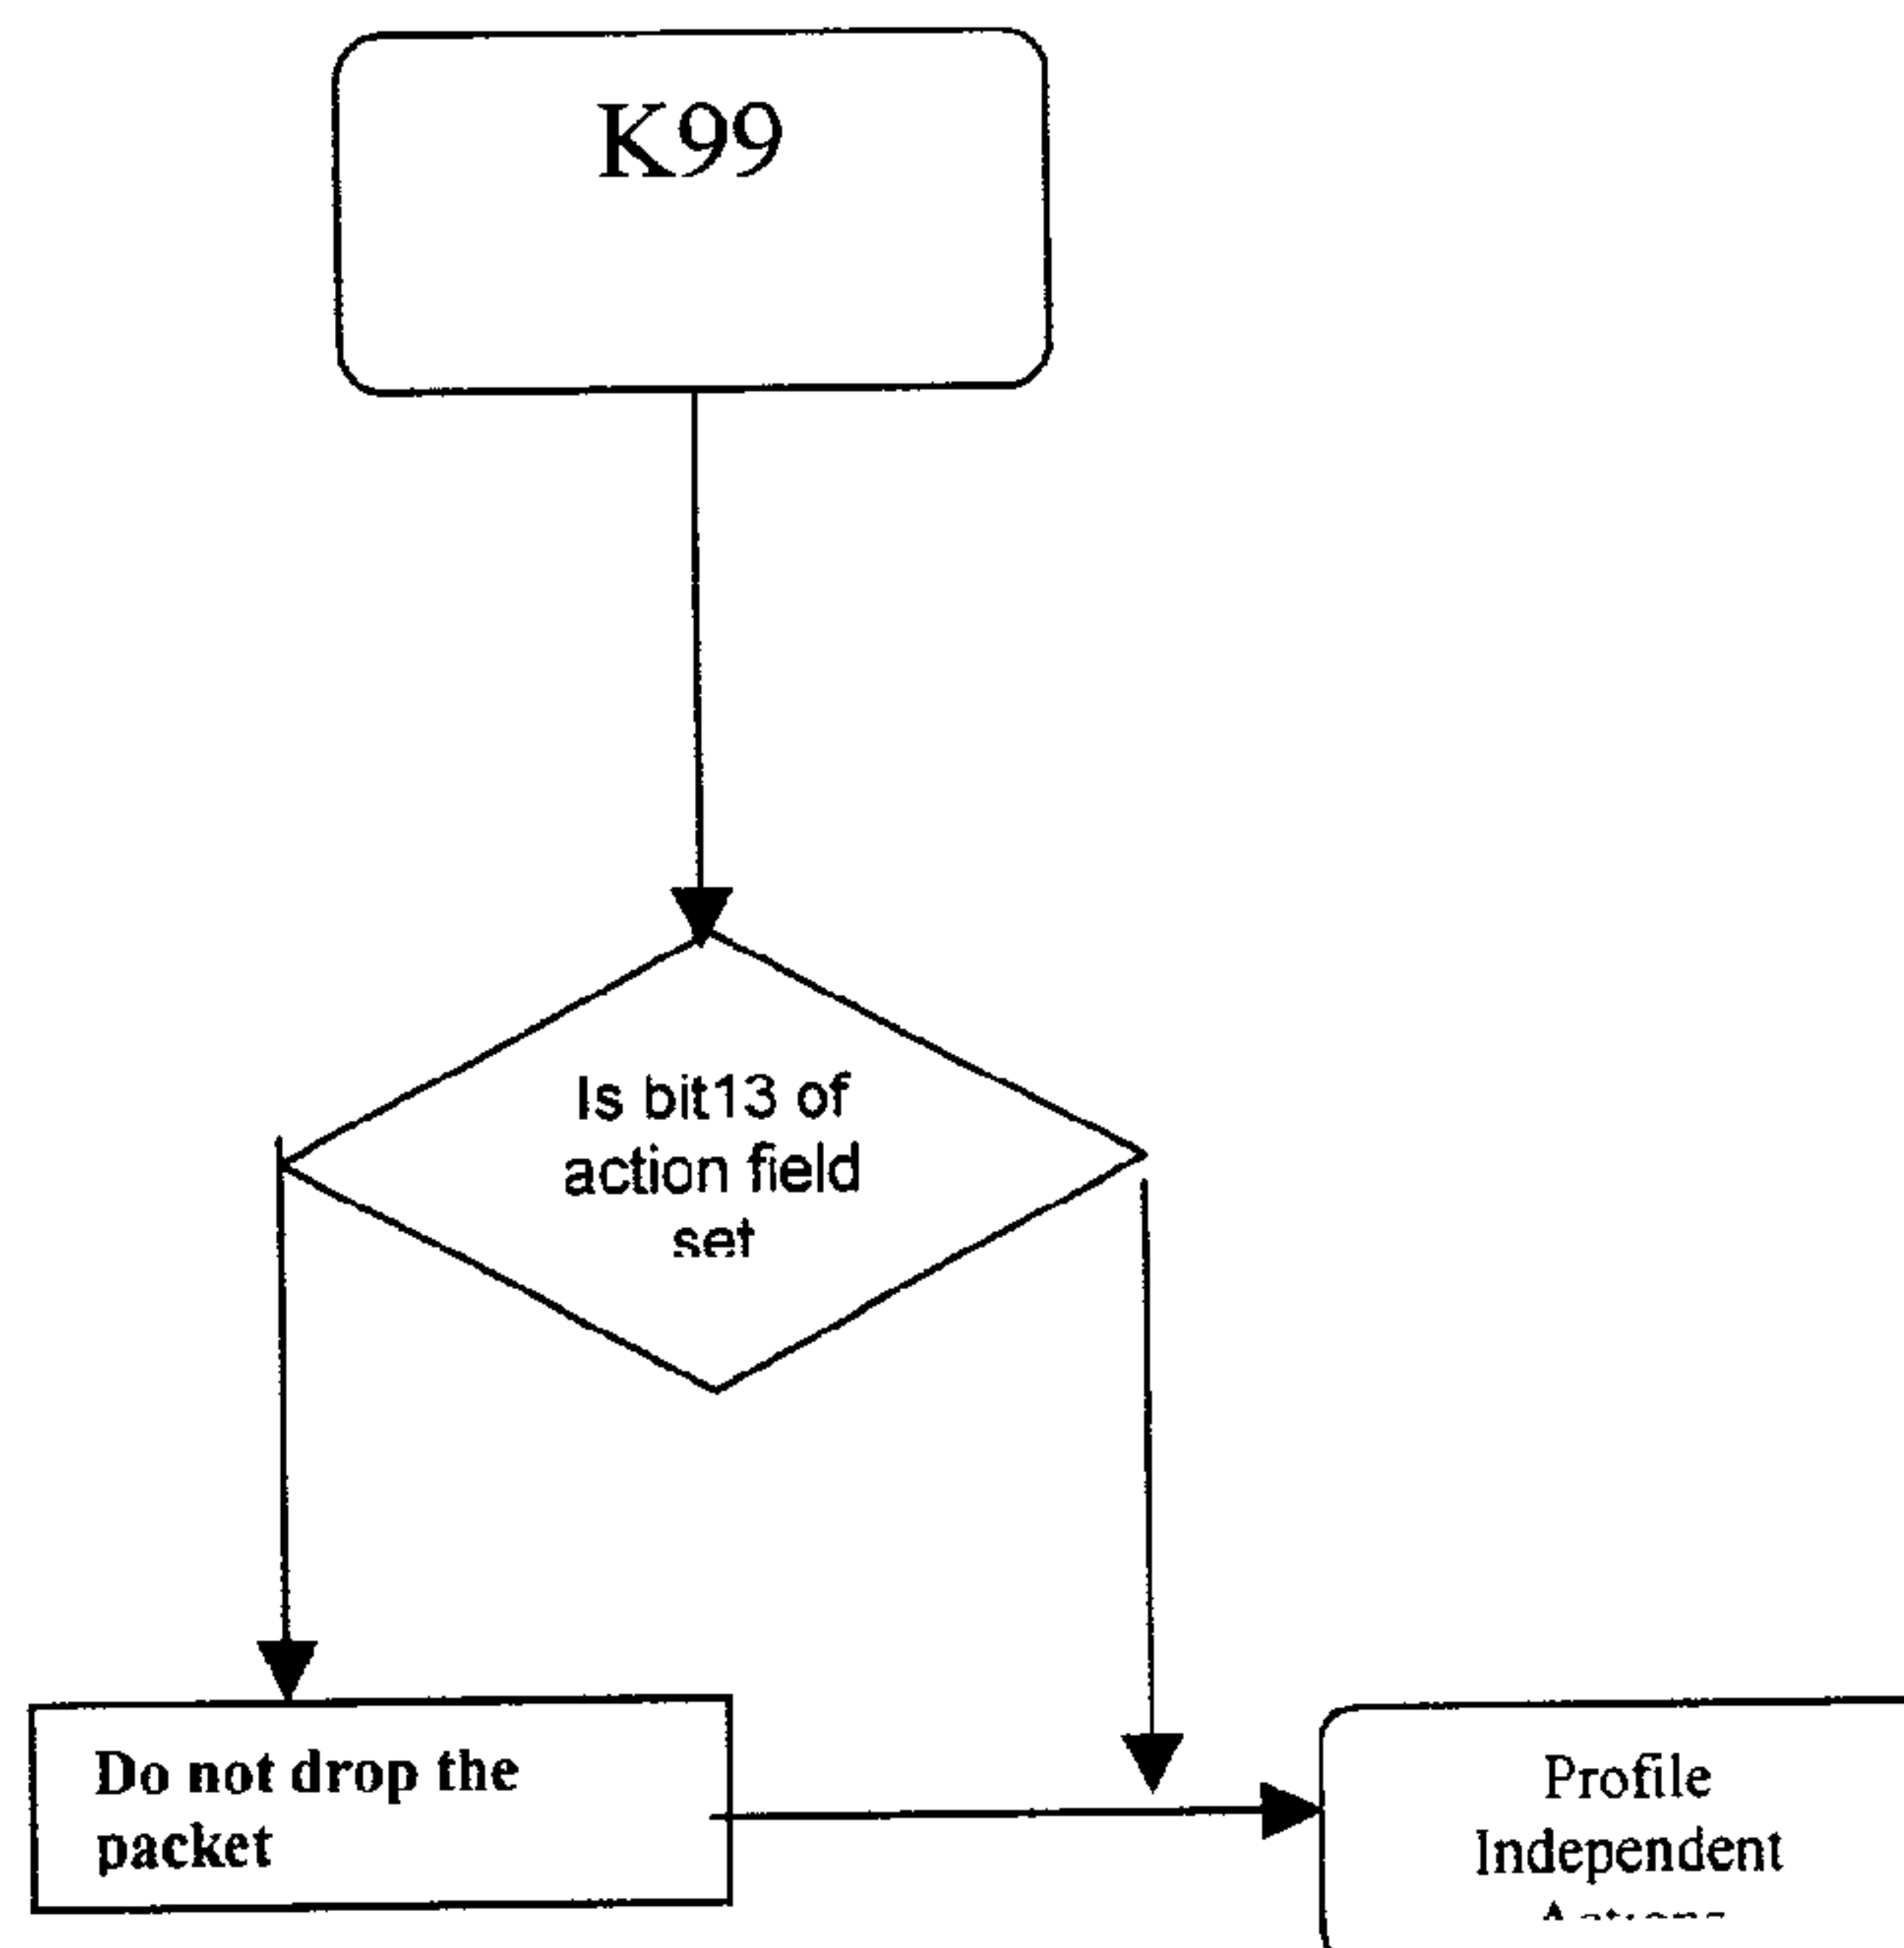 K99
Is bit13 of
action field
set
Do not drop the
packet
Profile
Independent